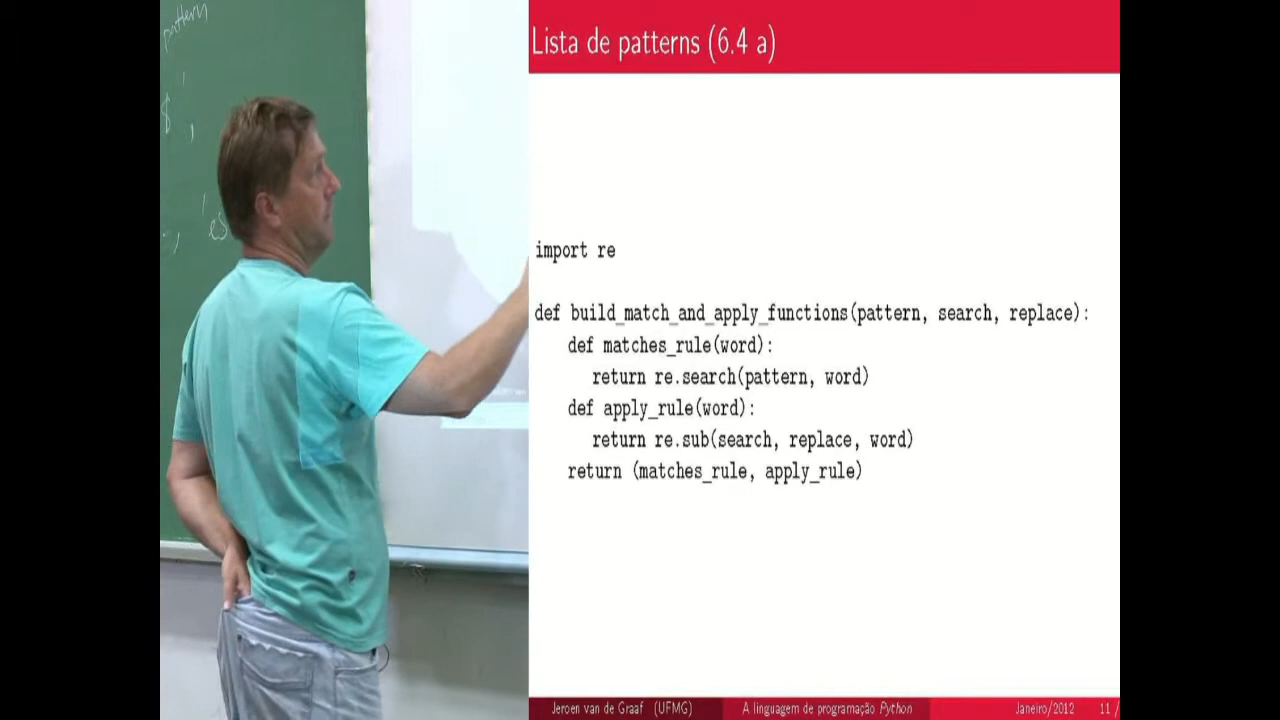 pattern
$ ,
, 'es
Lista de patterns (6.4 a)
import re
def build_match_and_apply_functions(pattern, search, replace):
def matches_rule(word):
return re.search(pattern, word)
def apply_rule(word):
return re.sub(search, replace, word)
return (matches_rule, apply_rule)
Jeroen van de Graaf (UFMG) A linguagem de programação Python Janeiro/2012 11 /